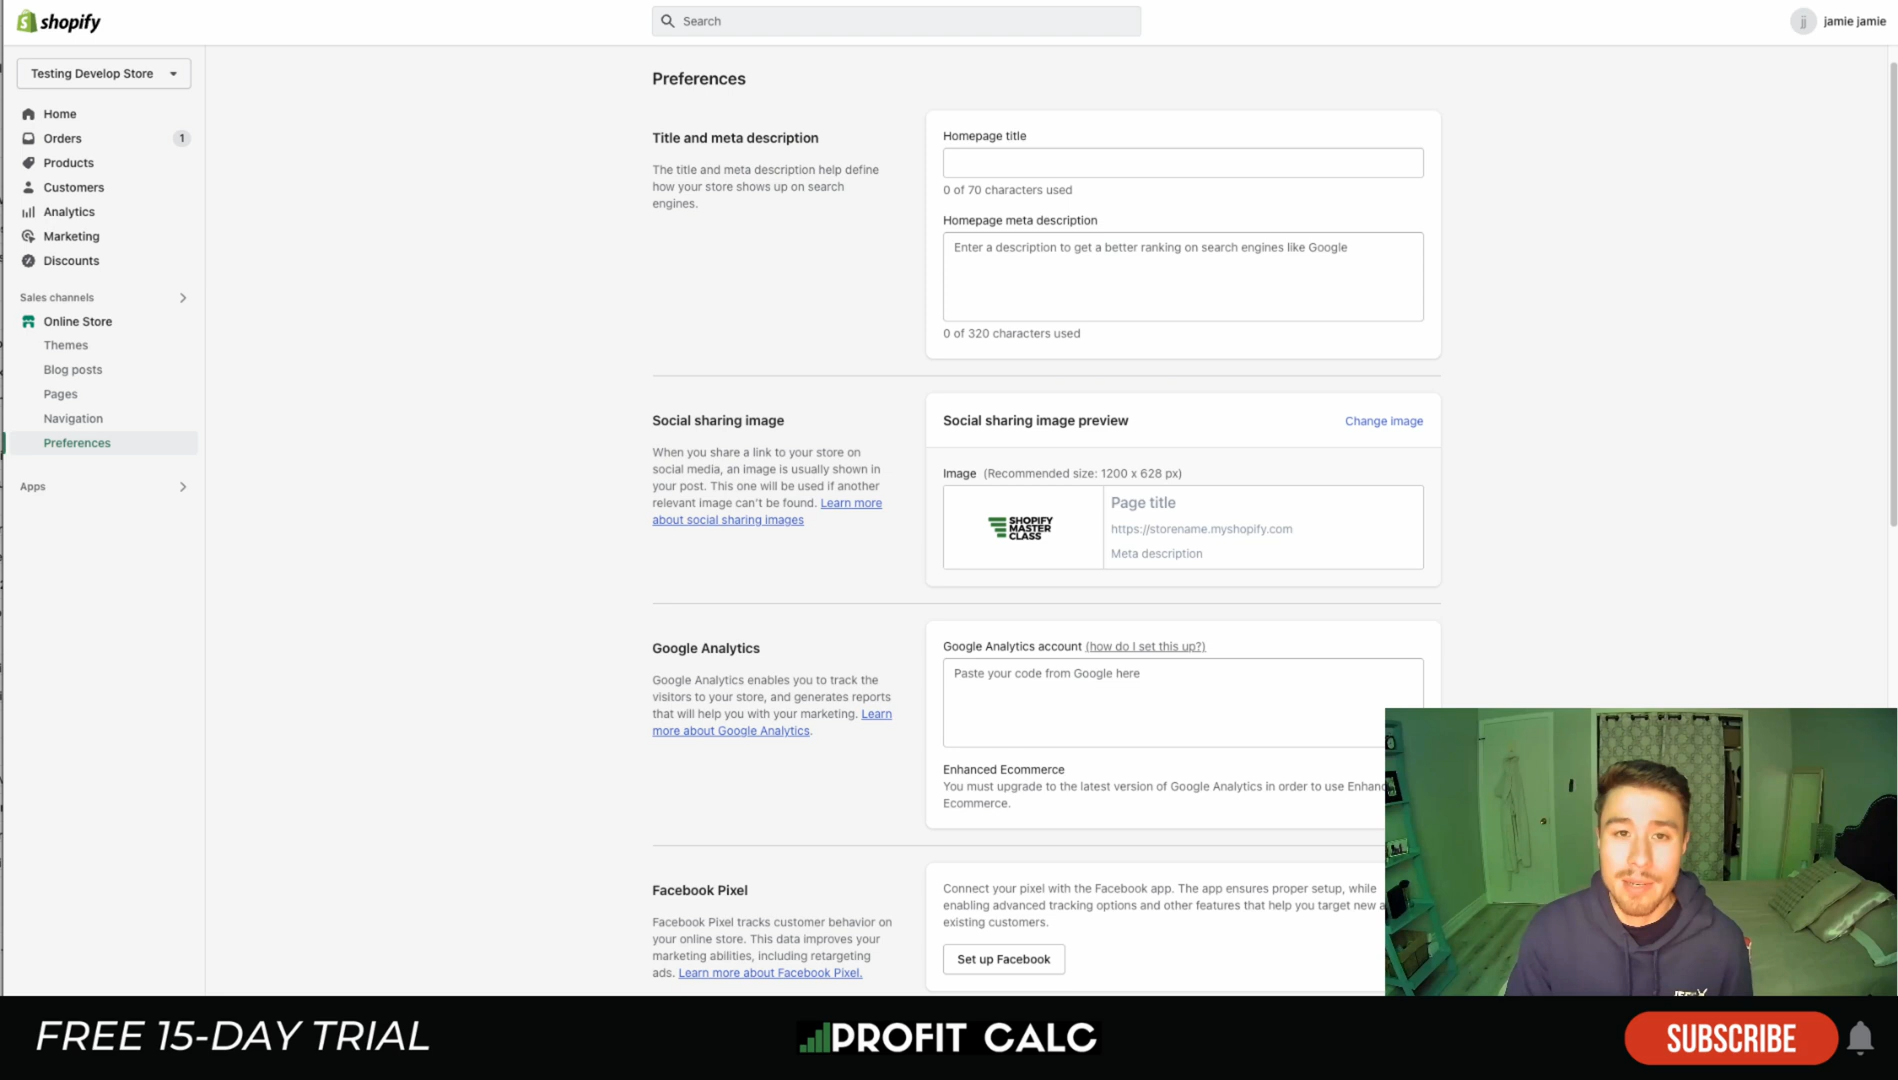 shopify
Search
jj
jamie jamie
Testing Develop Store
Home
Orders
1
Products
Customers
Analytics
Marketing
Discounts
Sales channels
Online Store
Themes
Blog posts
Pages
Navigation
Preferences
Apps
Preferences
Title and meta description
The title and meta description help define
how your store shows up on search
engines.
Homepage title
0 of 70 characters used
Homepage meta description
Enter a description to get a better ranking on search engines like Google
0 of 320 characters used
Social sharing image
When you share a link to your store on
social media, an image is usually shown in
your post. This one will be used if another
relevant image can't be found. Learn more
about social sharing images
Social sharing image preview
Change image
Image (Recommended size: 1200 x 628 px)
SHOPIFY
MASTER
CLASS
Page title
https://storename.myshopify.com
Meta description
Google Analytics
Google Analytics enables you to track the
visitors to your store, and generates reports
that will help you with your marketing. Learn
more about Google Analytics.
Google Analytics account (how do I set this up?)
Paste your code from Google here
Enhanced Ecommerce
You must upgrade to the latest version of Google Analytics in order to use Enhanc
Ecommerce.
Facebook Pixel
Facebook Pixel tracks customer behavior on
your online store. This data improves your
marketing abilities, including retargeting
ads. Learn more about Facebook Pixel.
Connect your pixel with the Facebook app. The app ensures proper setup, while
enabling advanced tracking options and other features that help you target new a
existing customers.
Set up Facebook
FREE 15-DAY TRIAL
PROFIT CALC
SUBSCRIBE